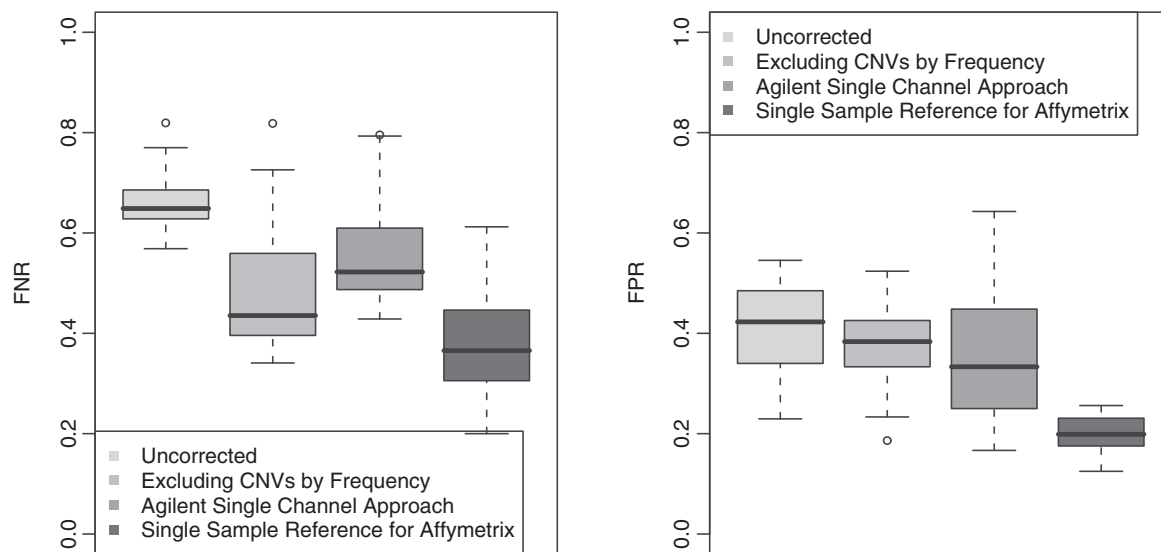 1.0
0.8
0.6
0.4
0.2
0.0
FNR
Uncorrected
Excluding CNVs by Frequency
Agilent Single Channel Approach
Single Sample Reference for Affymetrix
1.0
0.8
0.6
0.4
0.2
0.0
FPR
Uncorrected
Excluding CNVs by Frequency
Agilent Single Channel Approach
Single Sample Reference for Affymetrix